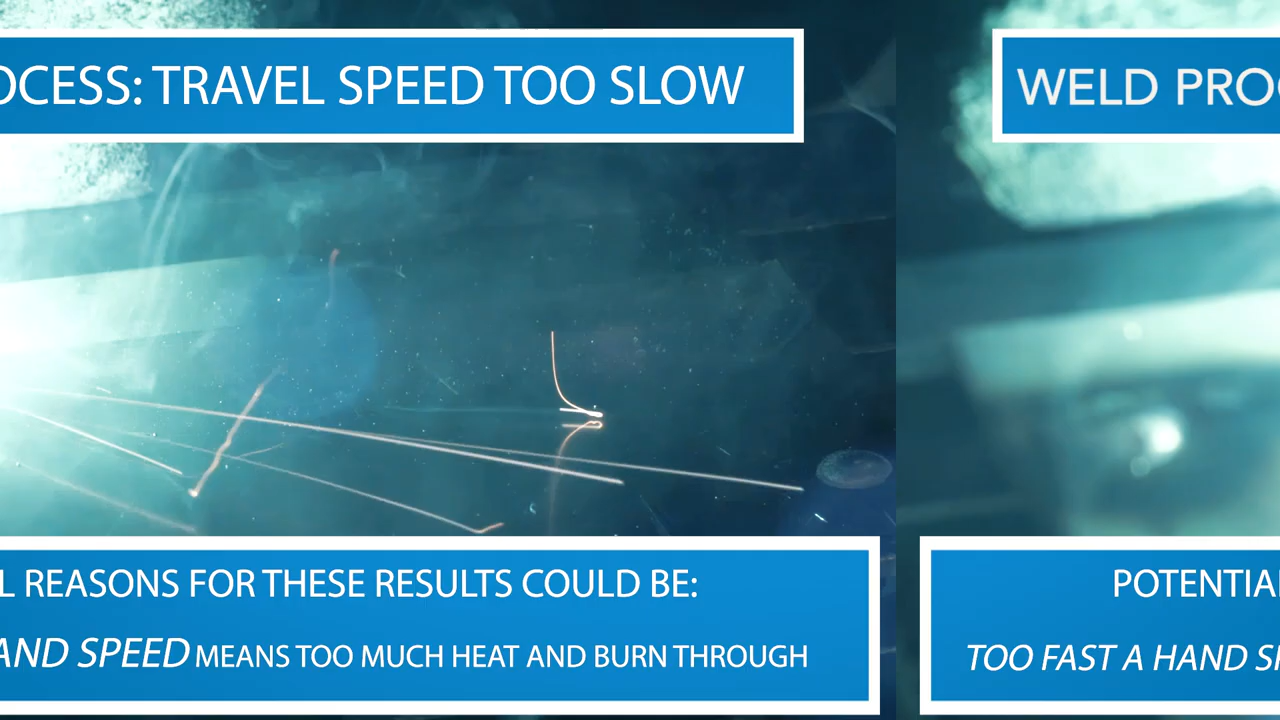 OCESS: TRAVEL SPEED TOO SLOW
L REASONS FOR THESE RESULTS COULD BE:
AND SPEED MEANS TOO MUCH HEAT AND BURN THROUGH
WELD PRO
POTENTIA
TOO FAST A HAND S